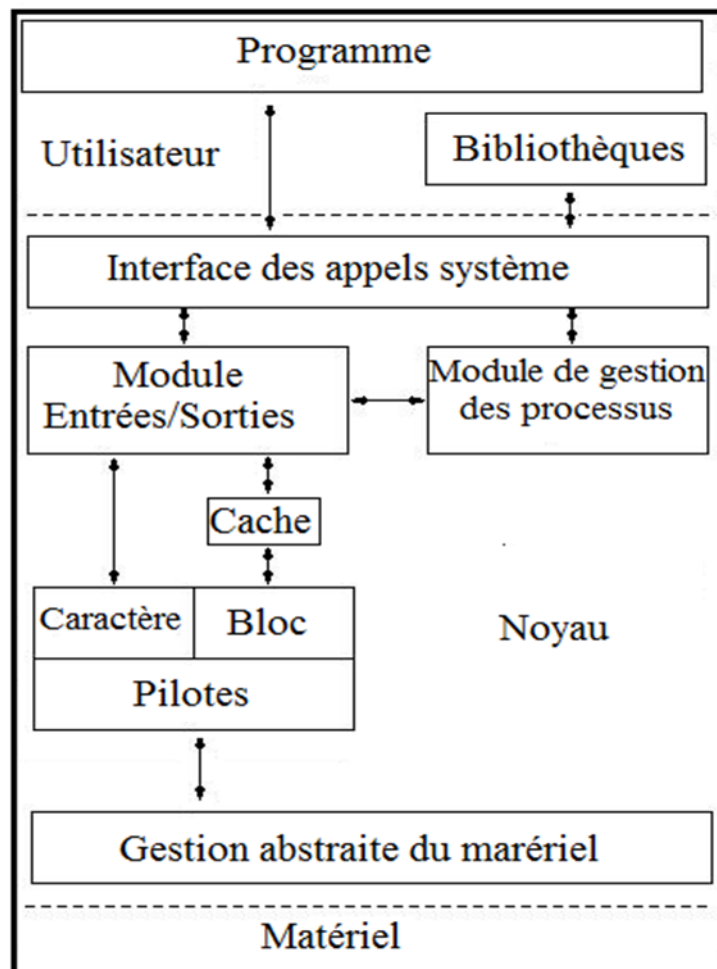 Programme
Utilisateur
Bibliothèques
Interface des appels système
Module
Entrées/Sorties
Module de gestion
des processus
Cache
Caractère
Bloc
Noyau
Pilotes
Gestion abstraite du marériel
Matériel